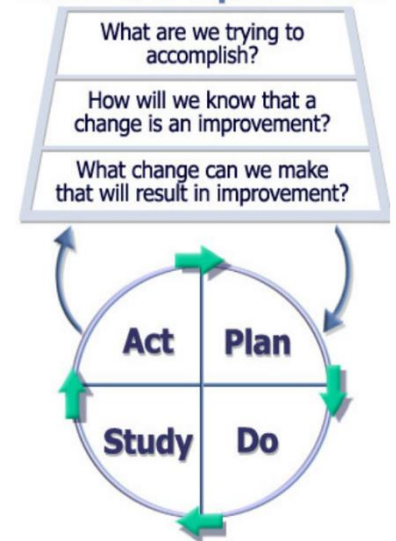 What are we trying to
accomplish?
How will we know that a
change is an improvement?
What change can we make
that will result in improvement?
Act
Plan
Study
Do